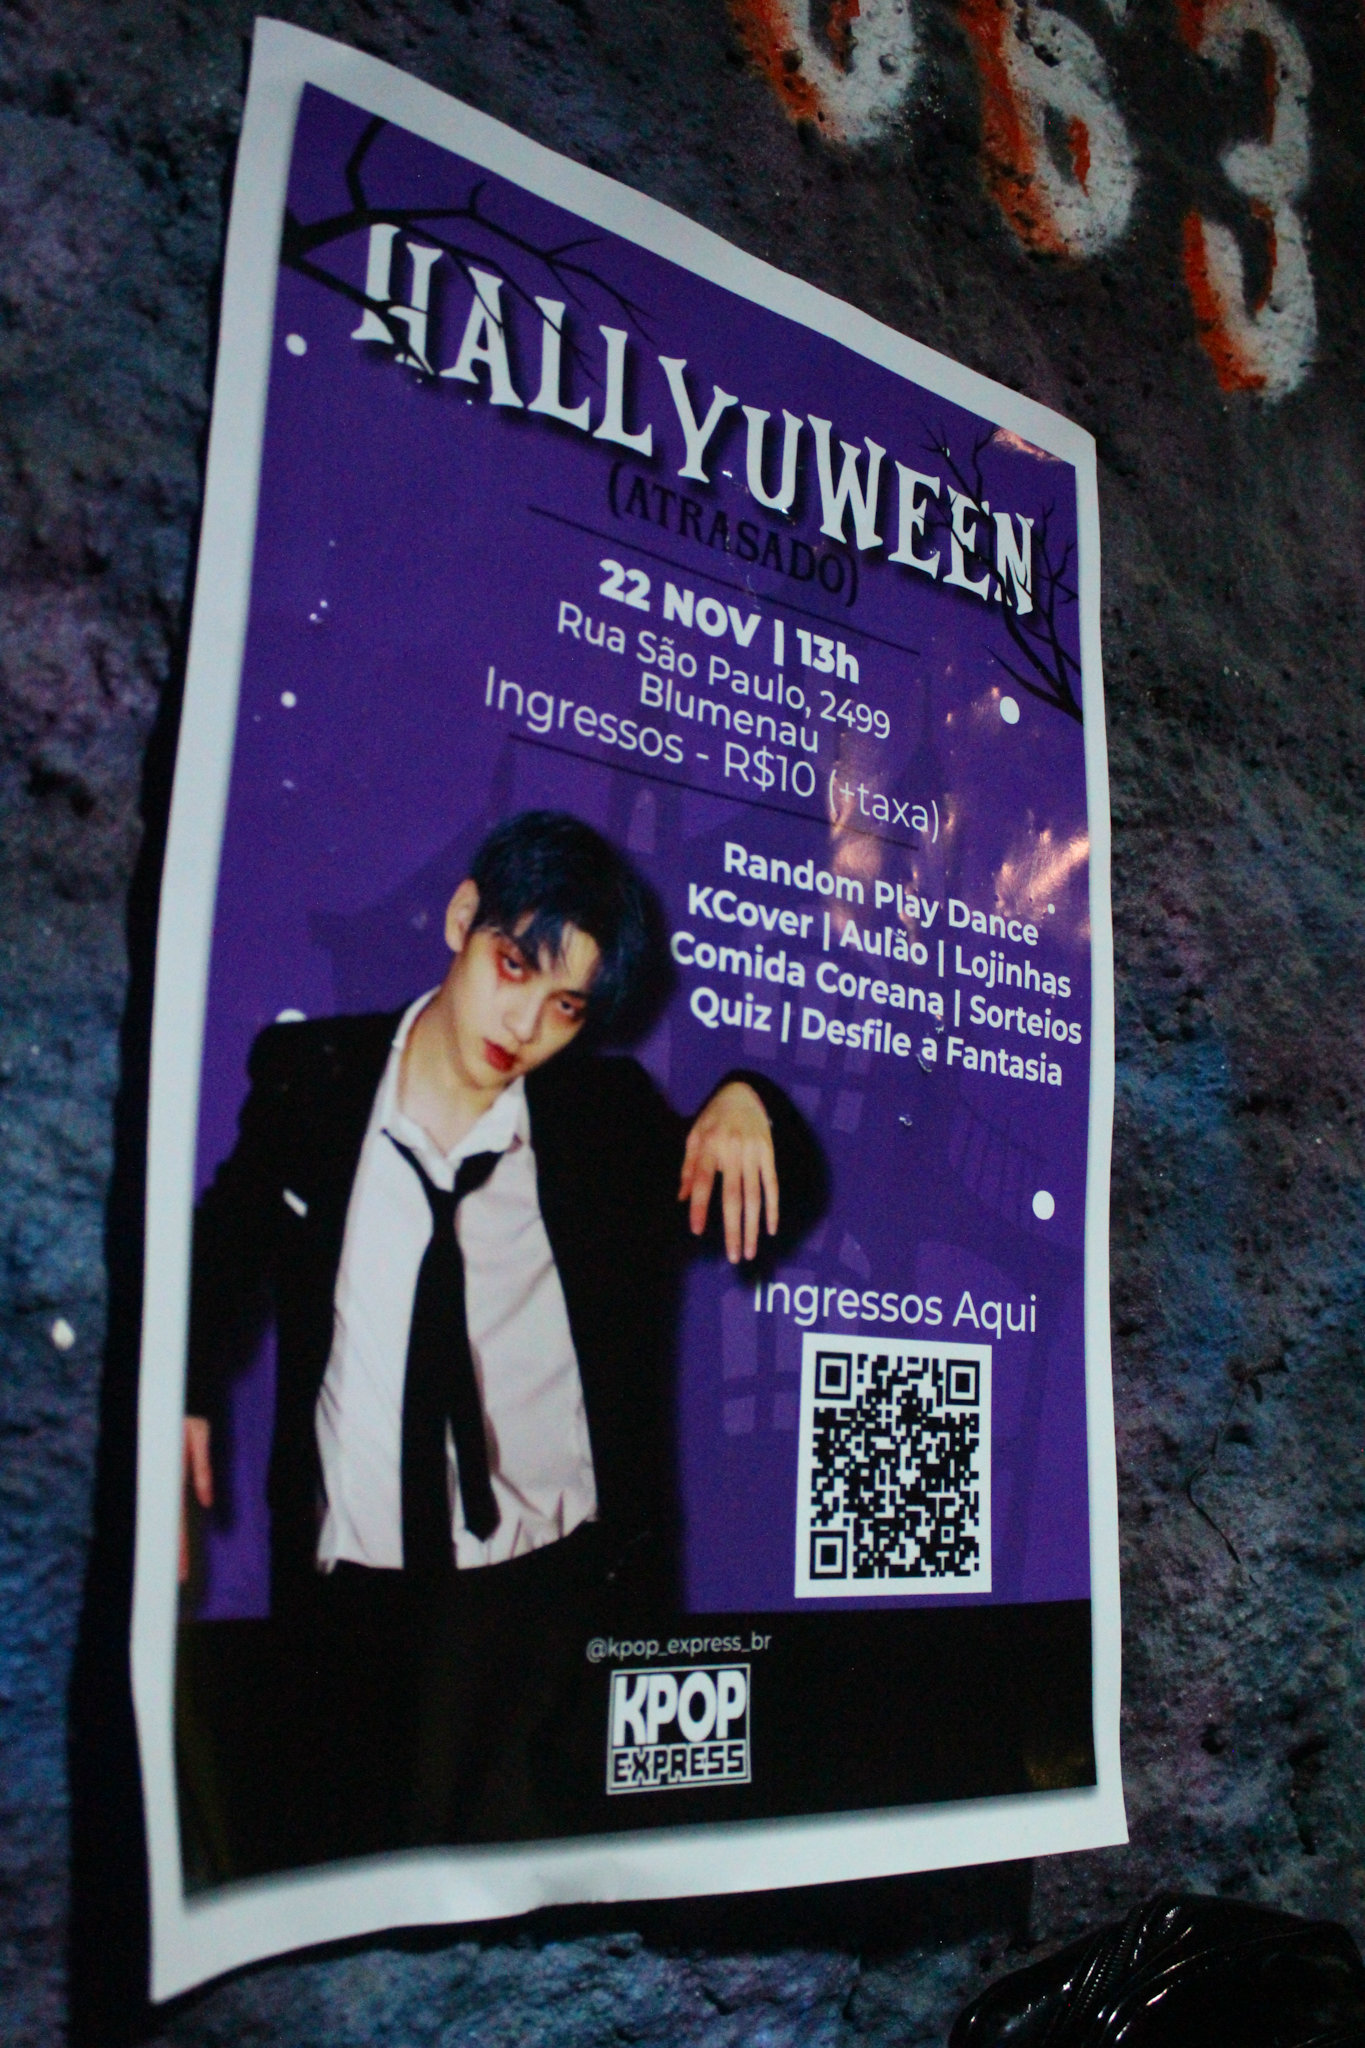 063
HALLYUWEEN
(ATRASADO)
22 NOV | 13h
Rua São Paulo, 2499
Blumenau
Ingressos - R$10 (+taxa)
Random Play Dance
KCover | Aulão | Lojinhas
Comida Coreana | Sorteios
Quiz | Desfile a Fantasia
Ingressos Aqui
@kpop_express_br
KPOP
EXPRESS